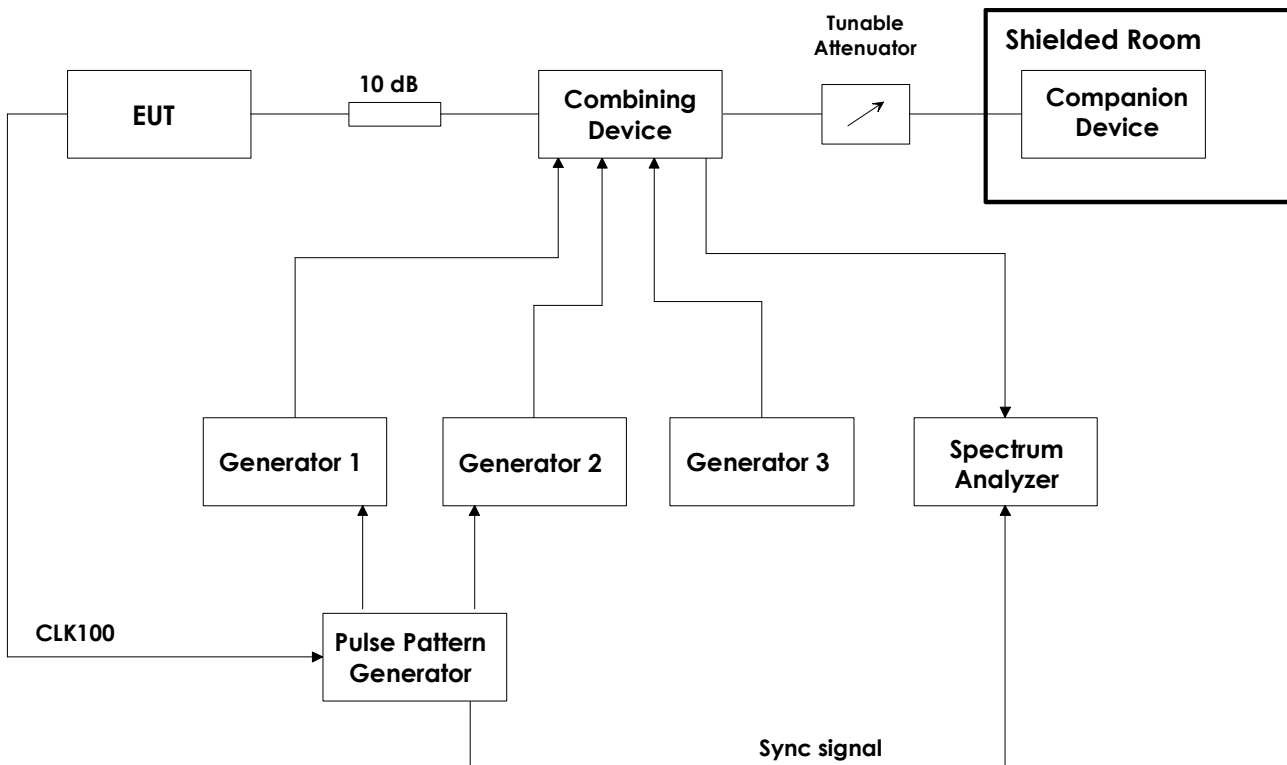 Tunable
Attenuator
Shielded Room
EUT
10 dB
Combining
Device
Companion
Device
Generator 1
Generator 2
Generator 3
Spectrum
Analyzer
CLK100
Pulse Pattern
Generator
Sync signal